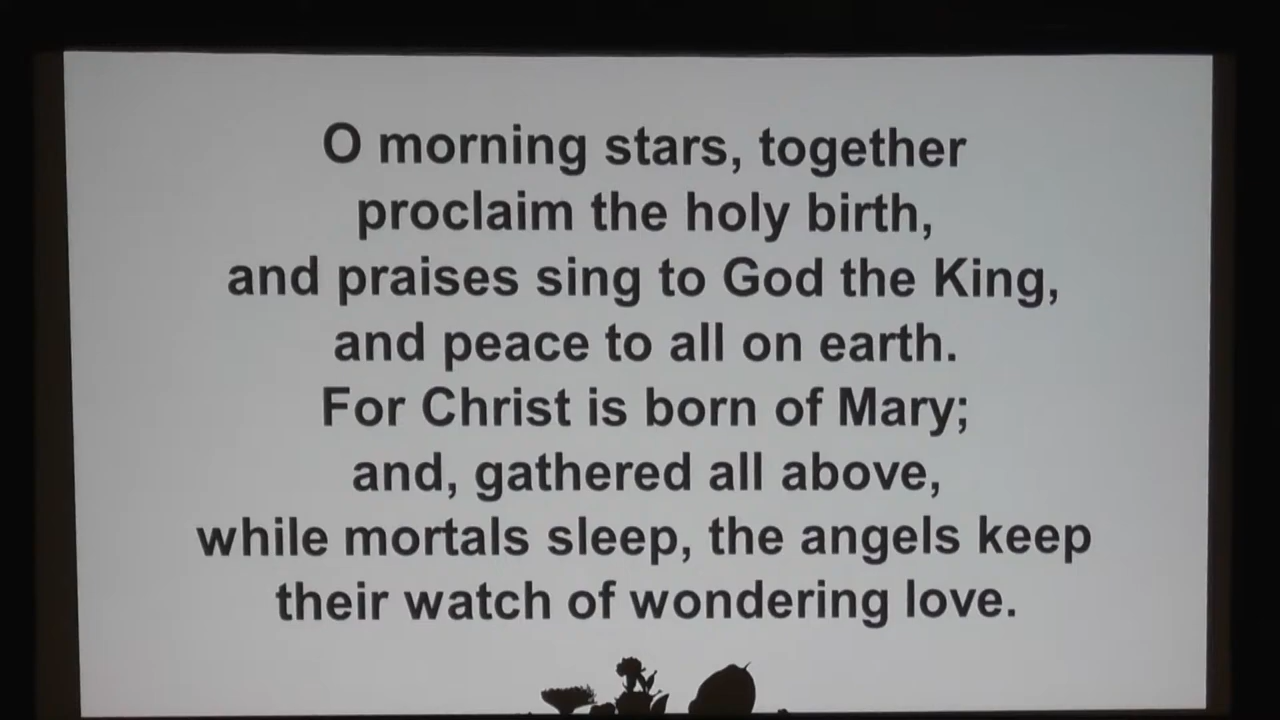 O morning stars, together
proclaim the holy birth,
and praises sing to God the King,
and peace to all on earth.
For Christ is born of Mary;
and, gathered all above,
while mortals sleep, the angels keep
their watch of wondering love.